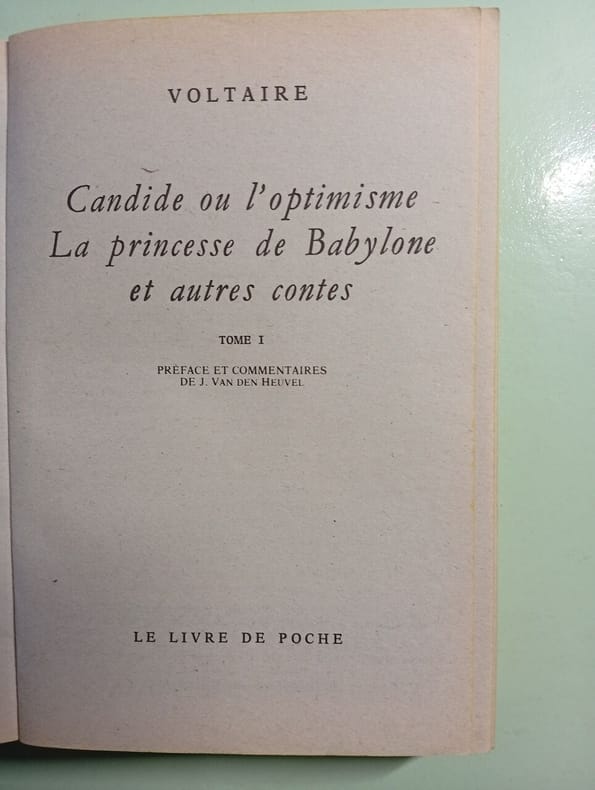 VOLTAIRE
Candide ou l'optimisme
La princesse de Babylone
et autres contes
TOME I
PRÉFACE ET COMMENTAIRES
DE J. VAN DEN HEUVEL
LE LIVRE DE POCHE